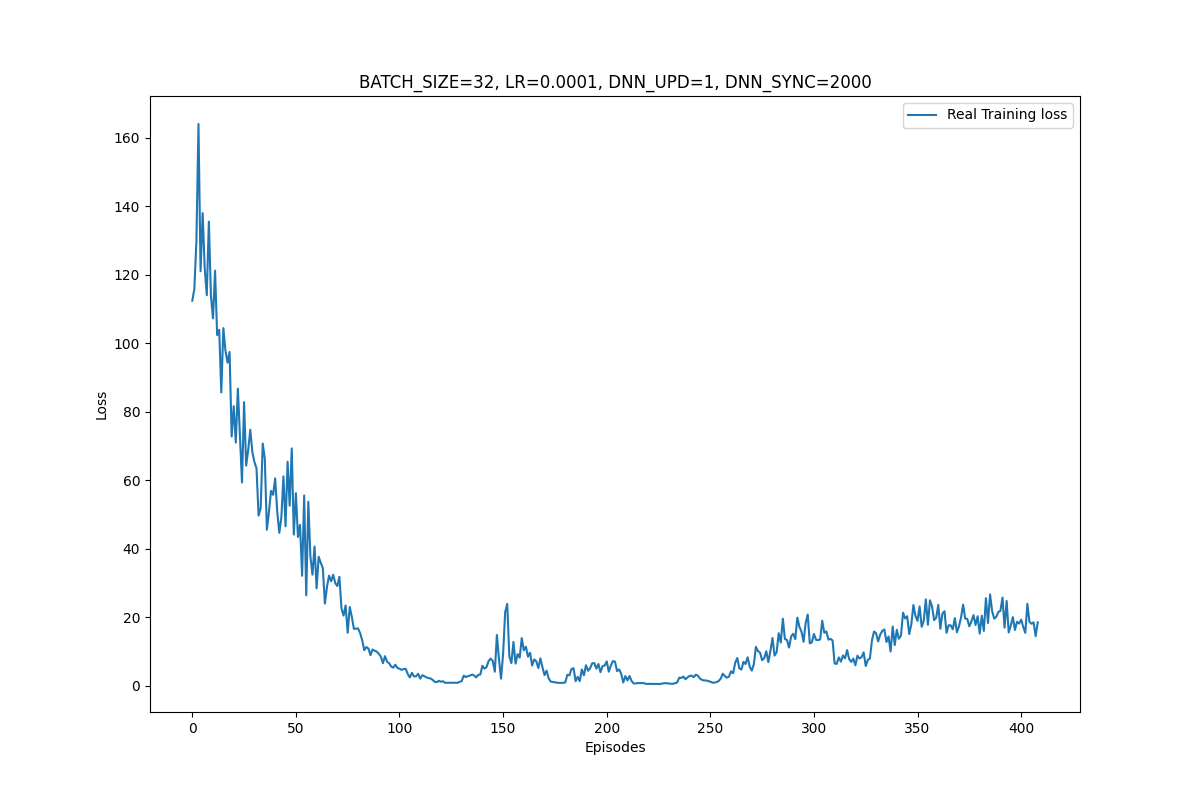 BATCH_SIZE=32, LR=0.0001, DNN_UPD=1, DNN_SYNC=2000
Real Training loss
Loss
160
140
120
100
80
60
40
20
0
0 50 100 150 200 250 300 350 400
Episodes